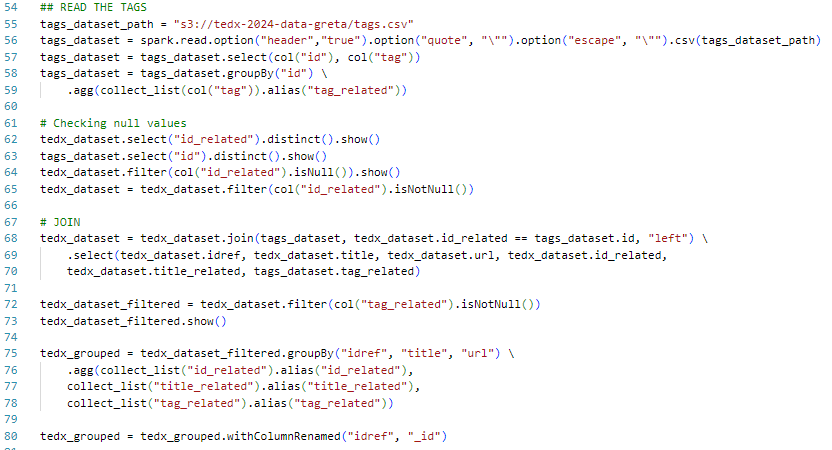 54 ## READ THE TAGS
55 tags_dataset_path = "s3://tedx-2024-data-greta/tags.csv"
56 tags_dataset = spark.read.option("header","true").option("quote", "\"").option("escape", "\"").csv(tags_dataset_path)
57 tags_dataset = tags_dataset.select(col("id"), col("tag"))
58 tags_dataset = tags_dataset.groupBy("id") \
59     .agg(collect_list(col("tag")).alias("tag_related"))
60
61 # Checking null values
62 tedx_dataset.select("id_related").distinct().show()
63 tags_dataset.select("id").distinct().show()
64 tedx_dataset.filter(col("id_related").isNull()).show()
65 tedx_dataset = tedx_dataset.filter(col("id_related").isNotNull())
66
67 # JOIN
68 tedx_dataset = tedx_dataset.join(tags_dataset, tedx_dataset.id_related == tags_dataset.id, "left") \
69     .select(tedx_dataset.idref, tedx_dataset.title, tedx_dataset.url, tedx_dataset.id_related,
70     tedx_dataset.title_related, tags_dataset.tag_related)
71
72 tedx_dataset_filtered = tedx_dataset.filter(col("tag_related").isNotNull())
73 tedx_dataset_filtered.show()
74
75 tedx_grouped = tedx_dataset_filtered.groupBy("idref", "title", "url") \
76     .agg(collect_list("id_related").alias("id_related"),
77     collect_list("title_related").alias("title_related"),
78     collect_list("tag_related").alias("tag_related"))
79
80 tedx_grouped = tedx_grouped.withColumnRenamed("idref", "_id")